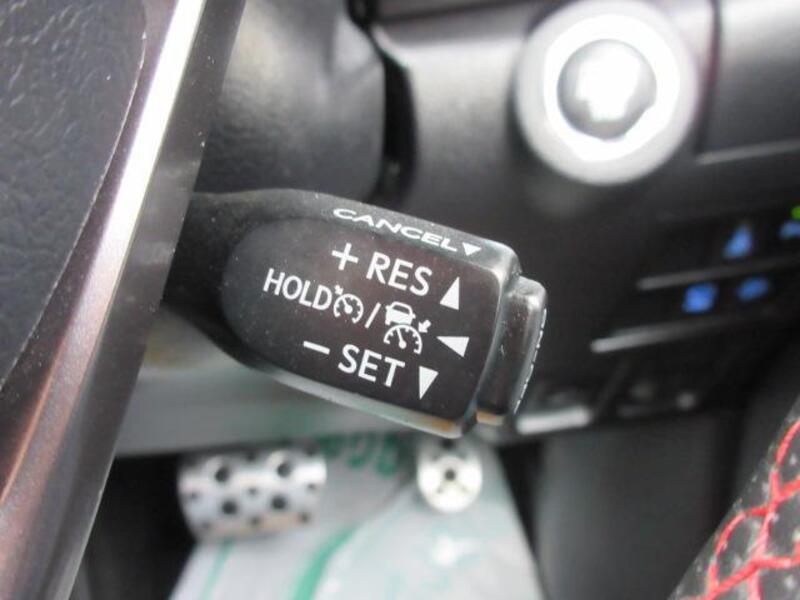 CANCEL▼
+ RES ▲
HOLD /
◀
− SET ▼